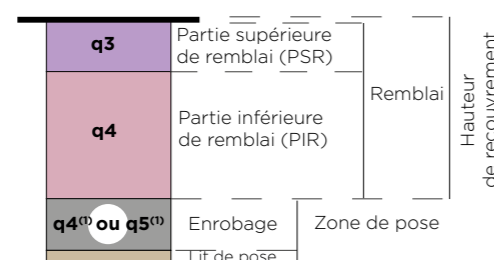 q3
Partie supérieure
de remblai (PSR)
Remblai
Hauteur
de recouvrement
q4
Partie inférieure
de remblai (PIR)
q4⁽¹⁾ ou q5⁽¹⁾
Enrobage
Zone de pose
Lit de pose